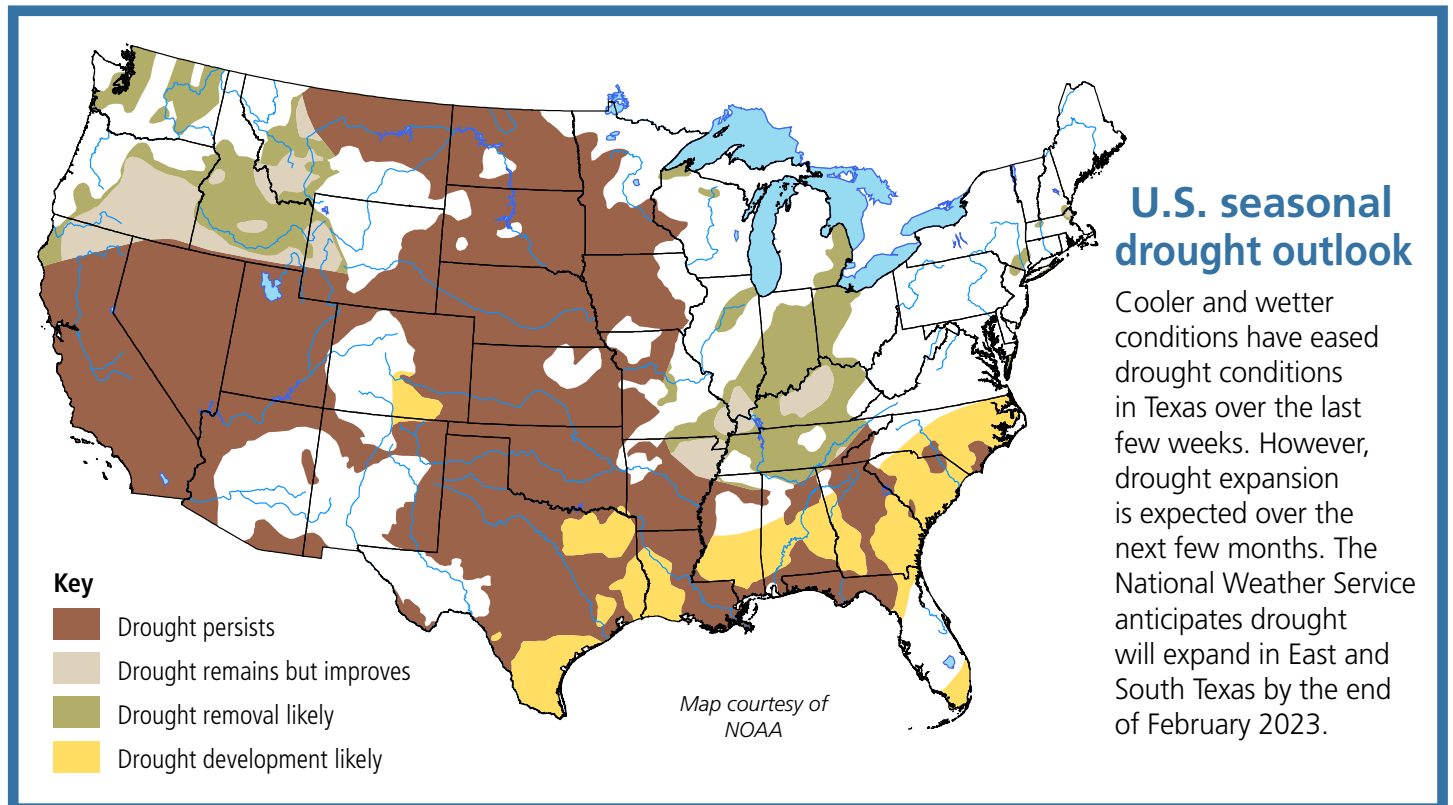 U.S. seasonal
drought outlook
Cooler and wetter
conditions have eased
drought conditions
in Texas over the last
few weeks. However,
drought expansion
is expected over the
next few months. The
National Weather Service
anticipates drought
will expand in East and
South Texas by the end
of February 2023.
Key
Drought persists
Drought remains but improves
Drought removal likely
Drought development likely
Map courtesy of
NOAA